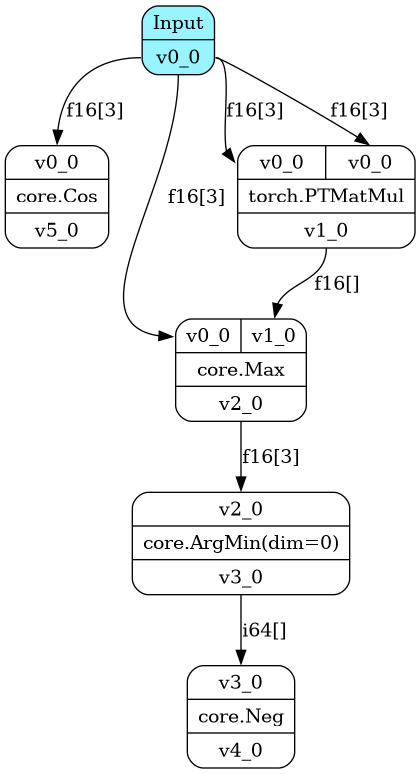 Input
v0_0
f16[3]
f16[3]
f16[3]
v0_0
core.Cos
v5_0
f16[3]
v0_0 v0_0
torch.PTMatMul
v1_0
f16[]
v0_0 v1_0
core.Max
v2_0
f16[3]
v2_0
core.ArgMin(dim=0)
v3_0
i64[]
v3_0
core.Neg
v4_0